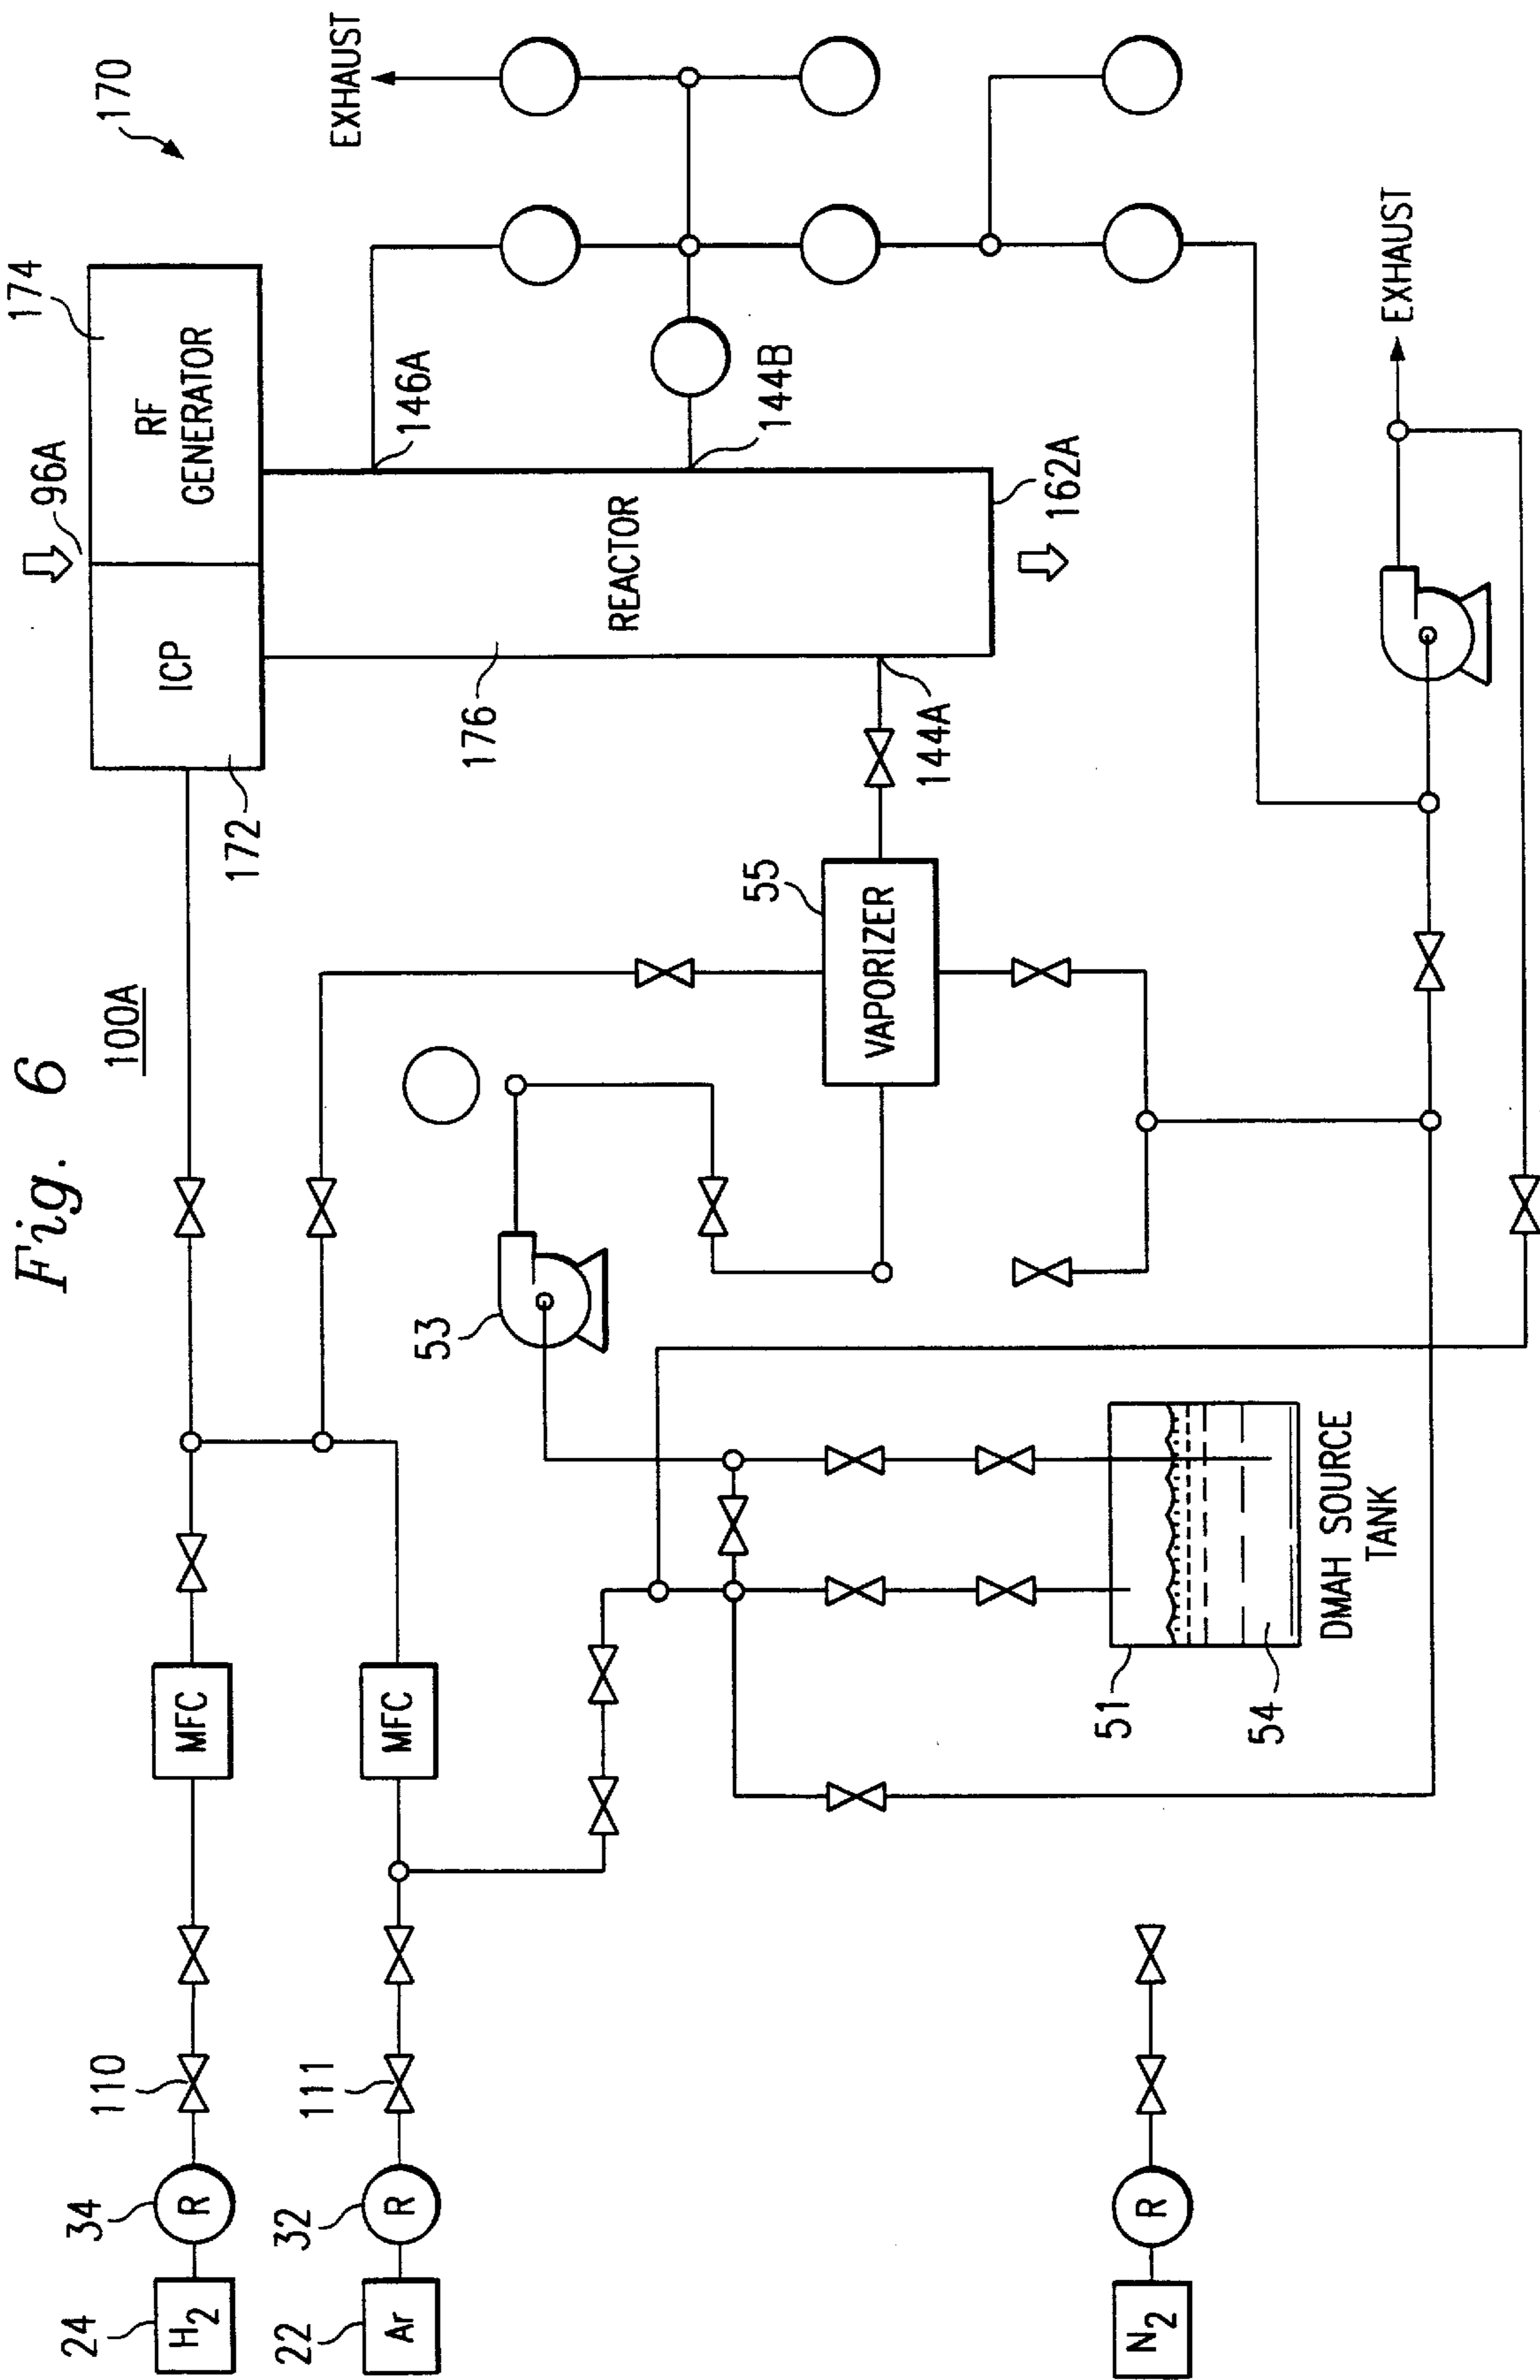 Fig. 6
100A
170
174
96A
RF
GENERATOR
ICP
172
EXHAUST
146A
144B
REACTOR
176
162A
144A
EXHAUST
55
VAPORIZER
53
MFC
MFC
110
111
34
R
32
R
24
H2
22
Ar
51
54
DMAH SOURCE
TANK
R
N2